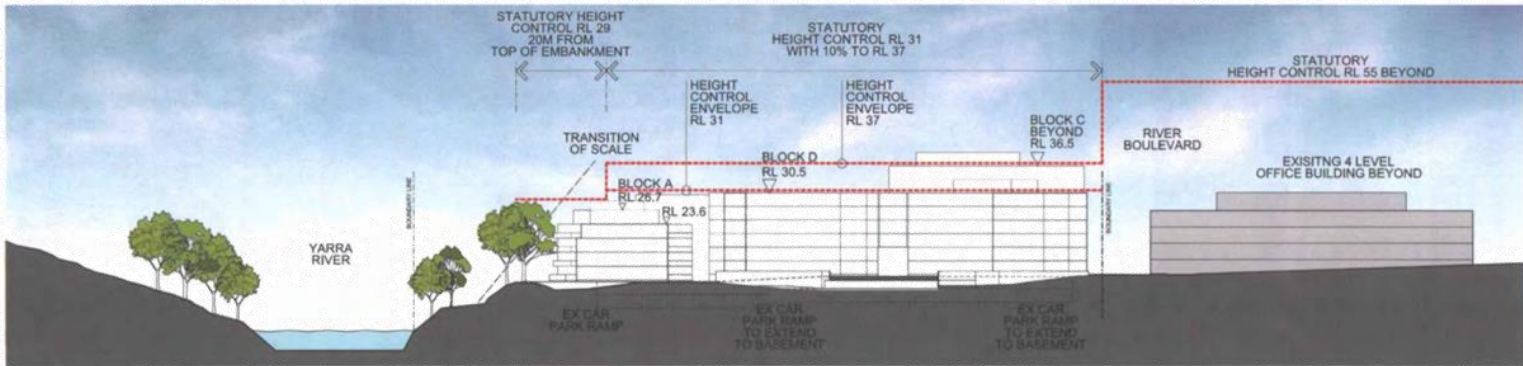 STATUTORY HEIGHT
CONTROL RL 29
20M FROM
TOP OF EMBANKMENT
STATUTORY
HEIGHT CONTROL RL 31
WITH 10% TO RL 37
STATUTORY
HEIGHT CONTROL RL 55 BEYOND
HEIGHT
CONTROL
ENVELOPE
RL 31
HEIGHT
CONTROL
ENVELOPE
RL 37
BLOCK C
BEYOND
RL 36.5
RIVER
BOULEVARD
TRANSITION
OF SCALE
BLOCK D
RL 30.5
EXISITNG 4 LEVEL
OFFICE BUILDING BEYOND
BLOCK A
RL 26.7
RL 23.6
BOUNDARY LINE
BOUNDARY LINE
YARRA
RIVER
EX CAR
PARK RAMP
EX CAR
PARK RAMP
TO EXTEND
TO BASEMENT
EX CAR
PARK RAMP
TO EXTEND
TO BASEMENT